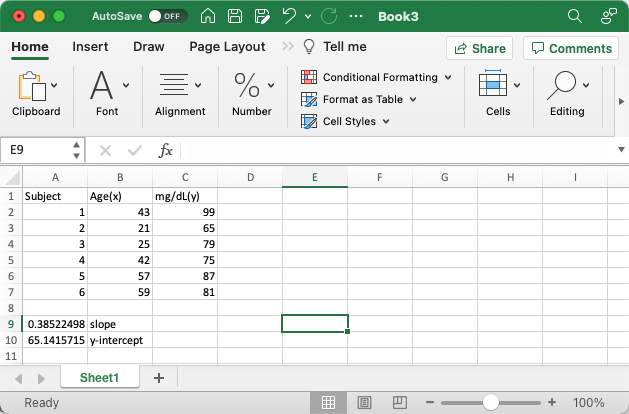 AutoSave OFF ... Book3
Home Insert Draw Page Layout >> Tell me Share Comments
Clipboard Font Alignment Number Conditional Formatting Format as Table Cell Styles Cells Editing
E9 fx
A B C D E F G H I
1 Subject Age(x) mg/dL(y)
2 1 43 99
3 2 21 65
4 3 25 79
5 4 42 75
6 5 57 87
7 6 59 81
8
9 0.38522498 slope
10 65.1415715 y-intercept
11
Sheet1 +
Ready - + 100%